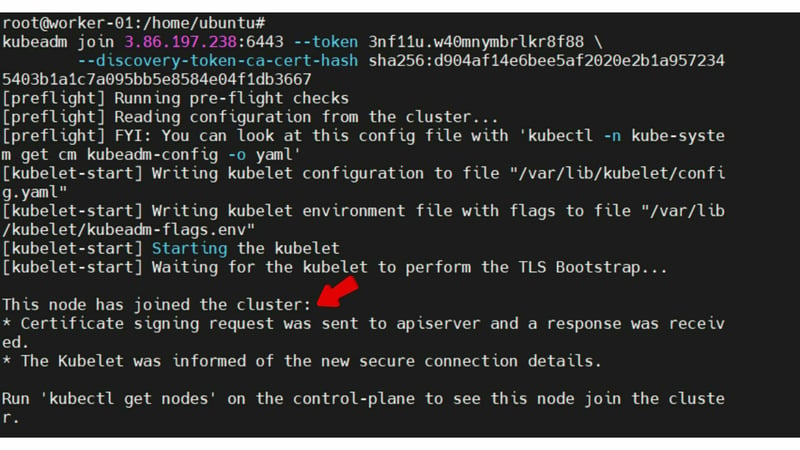 root@worker-01:/home/ubuntu#
kubeadm join 3.86.197.238:6443 --token 3nf11u.w40mnymbrlkr8f88 \
        --discovery-token-ca-cert-hash sha256:d904af14e6bee5af2020e2b1a957234
5403b1a1c7a095bb5e8584e04f1db3667
[preflight] Running pre-flight checks
[preflight] Reading configuration from the cluster...
[preflight] FYI: You can look at this config file with 'kubectl -n kube-syste
m get cm kubeadm-config -o yaml'
[kubelet-start] Writing kubelet configuration to file "/var/lib/kubelet/confi
g.yaml"
[kubelet-start] Writing kubelet environment file with flags to file "/var/lib
/kubelet/kubeadm-flags.env"
[kubelet-start] Starting the kubelet
[kubelet-start] Waiting for the kubelet to perform the TLS Bootstrap...

This node has joined the cluster:
* Certificate signing request was sent to apiserver and a response was receiv
ed.
* The Kubelet was informed of the new secure connection details.

Run 'kubectl get nodes' on the control-plane to see this node join the cluste
r.